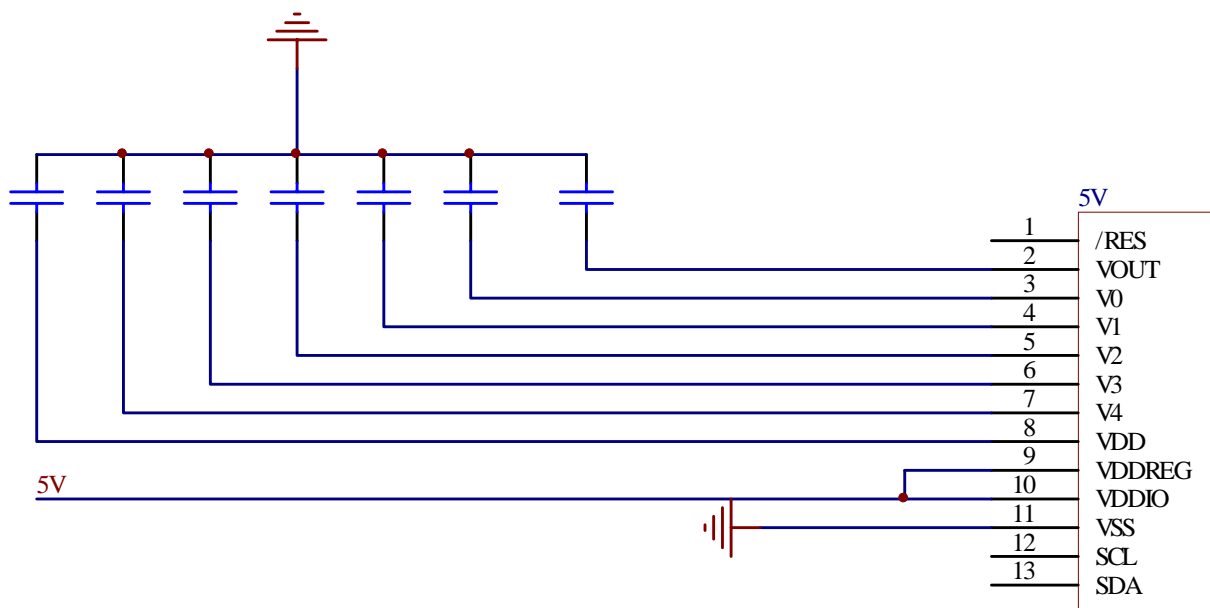 5V
1 /RES
2 VOUT
3 V0
4 V1
5 V2
6 V3
7 V4
8 VDD
9 VDDREG
5V 10 VDDIO
11 VSS
12 SCL
13 SDA